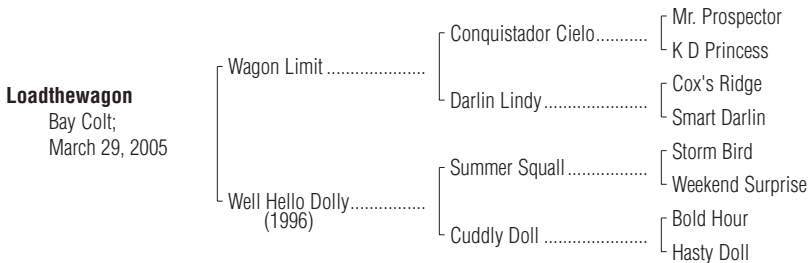 Loadthewagon
Bay Colt;
March 29, 2005
Wagon Limit .....................
Well Hello Dolly................
(1996)
Conquistador Cielo...........
Darlin Lindy.....................
Summer Squall................
Cuddly Doll .....................
Mr. Prospector
K D Princess
Cox's Ridge
Smart Darlin
Storm Bird
Weekend Surprise
Bold Hour
Hasty Doll